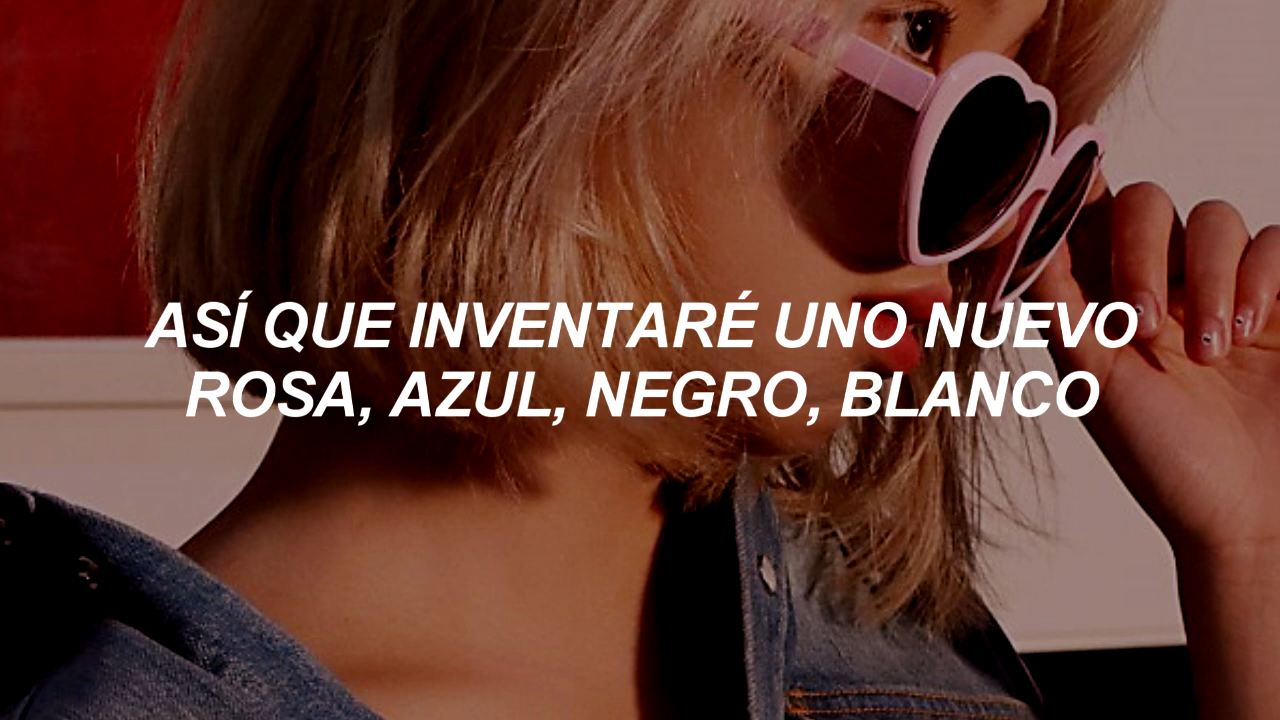 ASÍ QUE INVENTARÉ UNO NUEVO
ROSA, AZUL, NEGRO, BLANCO